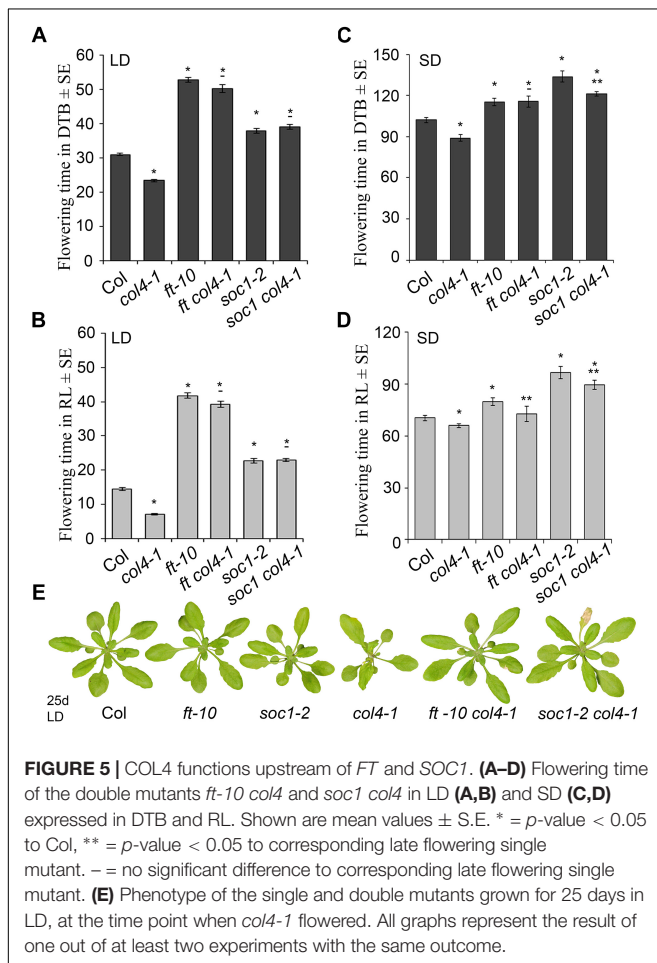 A
LD
Flowering time in DTB ± SE
60
50
40
30
20
10
0
*
*
*
–
*
*
–
Col
col4-1
ft-10
ft col4-1
soc1-2
soc1 col4-1
C
SD
Flowering time in DTB ± SE
150
120
90
60
30
0
*
*
*
–
*
*
**
Col
col4-1
ft-10
ft col4-1
soc1-2
soc1 col4-1
B
LD
Flowering time in RL ± SE
60
40
30
20
10
0
*
*
*
–
*
*
–
Col
col4-1
ft-10
ft col4-1
soc1-2
soc1 col4-1
D
SD
Flowering time in RL ± SE
120
90
60
30
0
*
*
**
*
*
**
Col
col4-1
ft-10
ft col4-1
soc1-2
soc1 col4-1
E
25d
LD
Col
ft-10
soc1-2
col4-1
ft -10 col4-1
soc1-2 col4-1
FIGURE 5 | COL4 functions upstream of FT and SOC1. (A–D) Flowering time
of the double mutants ft-10 col4 and soc1 col4 in LD (A,B) and SD (C,D)
expressed in DTB and RL. Shown are mean values ± S.E. * = p-value < 0.05
to Col, ** = p-value < 0.05 to corresponding late flowering single
mutant. – = no significant difference to corresponding late flowering single
mutant. (E) Phenotype of the single and double mutants grown for 25 days in
LD, at the time point when col4-1 flowered. All graphs represent the result of
one out of at least two experiments with the same outcome.